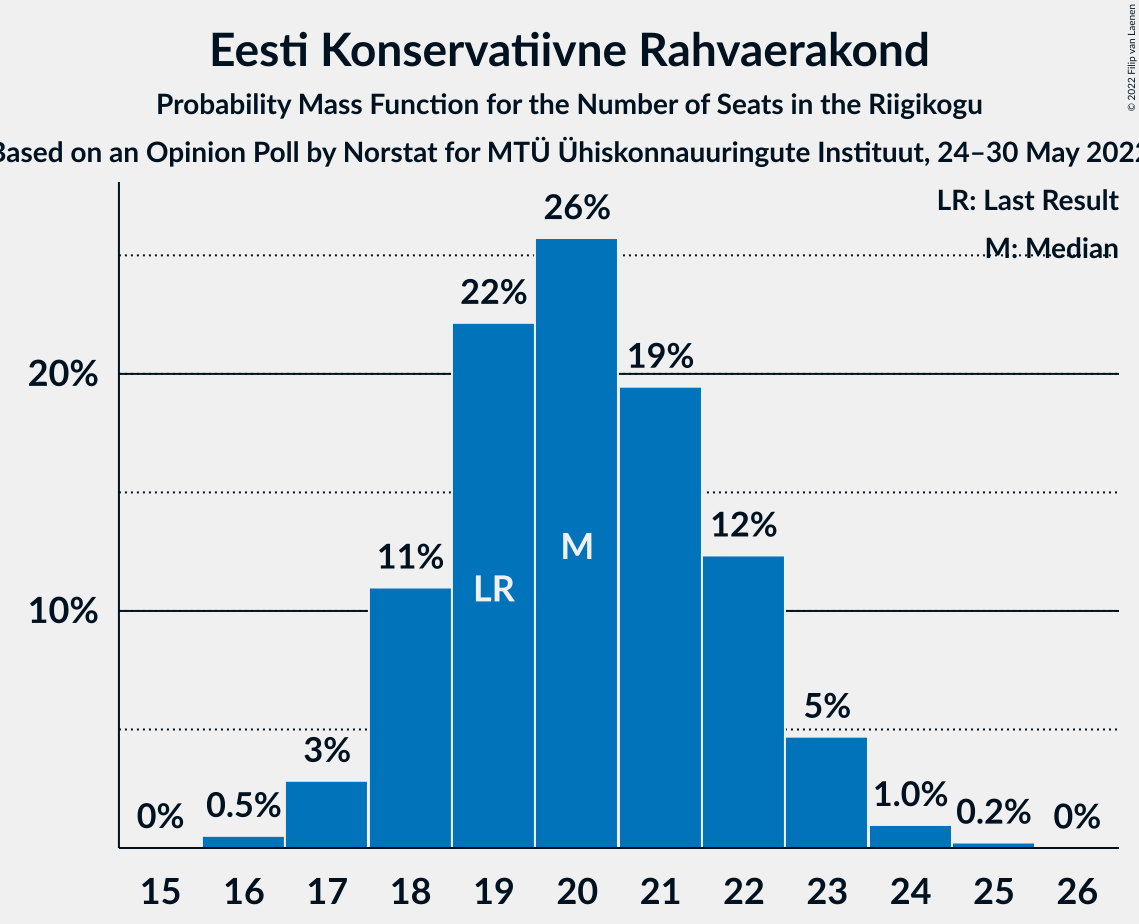 Eesti Konservatiivne Rahvaerakond
Probability Mass Function for the Number of Seats in the Riigikogu
Based on an Opinion Poll by Norstat for MTÜ Ühiskonnauuringute Instituut, 24–30 May 2022
© 2022 Filip van Laenen
LR: Last Result
M: Median
26%
22%
19%
20%
12%
11%
M
LR
10%
5%
3%
1.0%
0.5%
0.2%
0%
0%
15 16 17 18 19 20 21 22 23 24 25 26